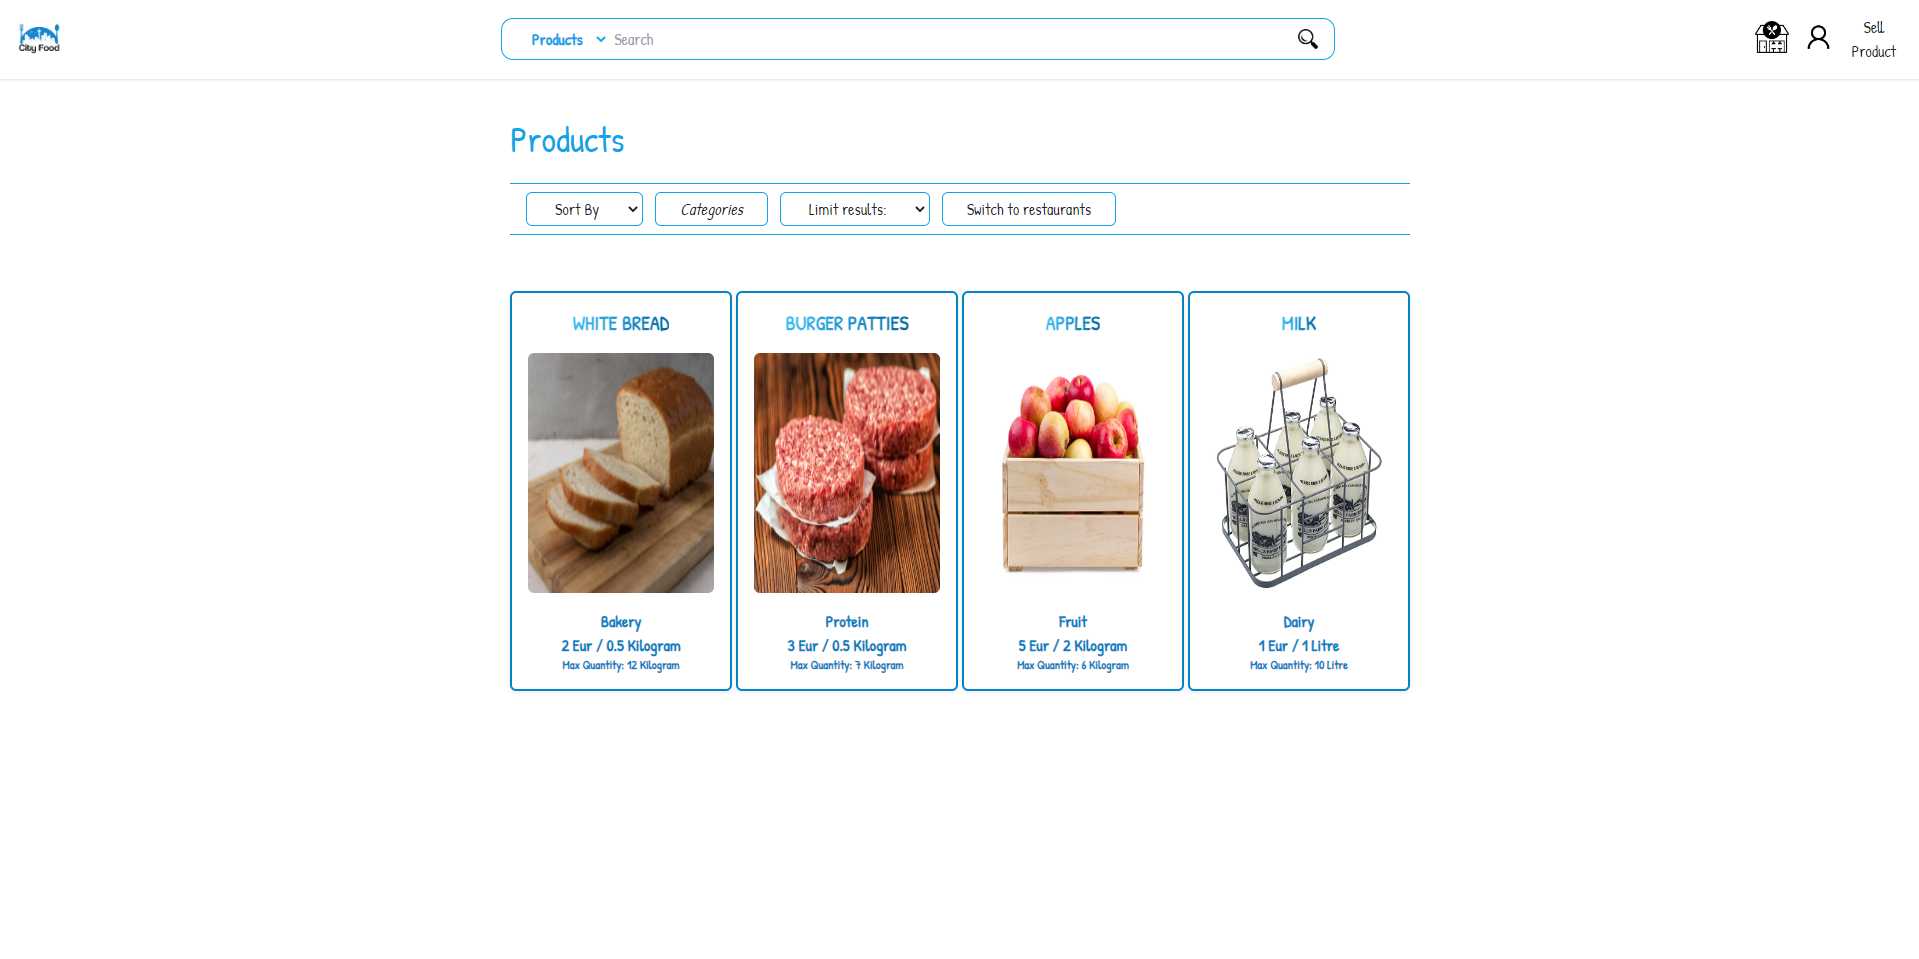 City Food
Products
Search
Sell
Product
Products
Sort By
Categories
Limit results:
Switch to restaurants
WHITE BREAD
Bakery
2 Eur / 0.5 Kilogram
Max Quantity: 12 Kilogram
BURGER PATTIES
Protein
3 Eur / 0.5 Kilogram
Max Quantity: 7 Kilogram
APPLES
Fruit
5 Eur / 2 Kilogram
Max Quantity: 6 Kilogram
MILK
Dairy
1 Eur / 1 Litre
Max Quantity: 10 Litre